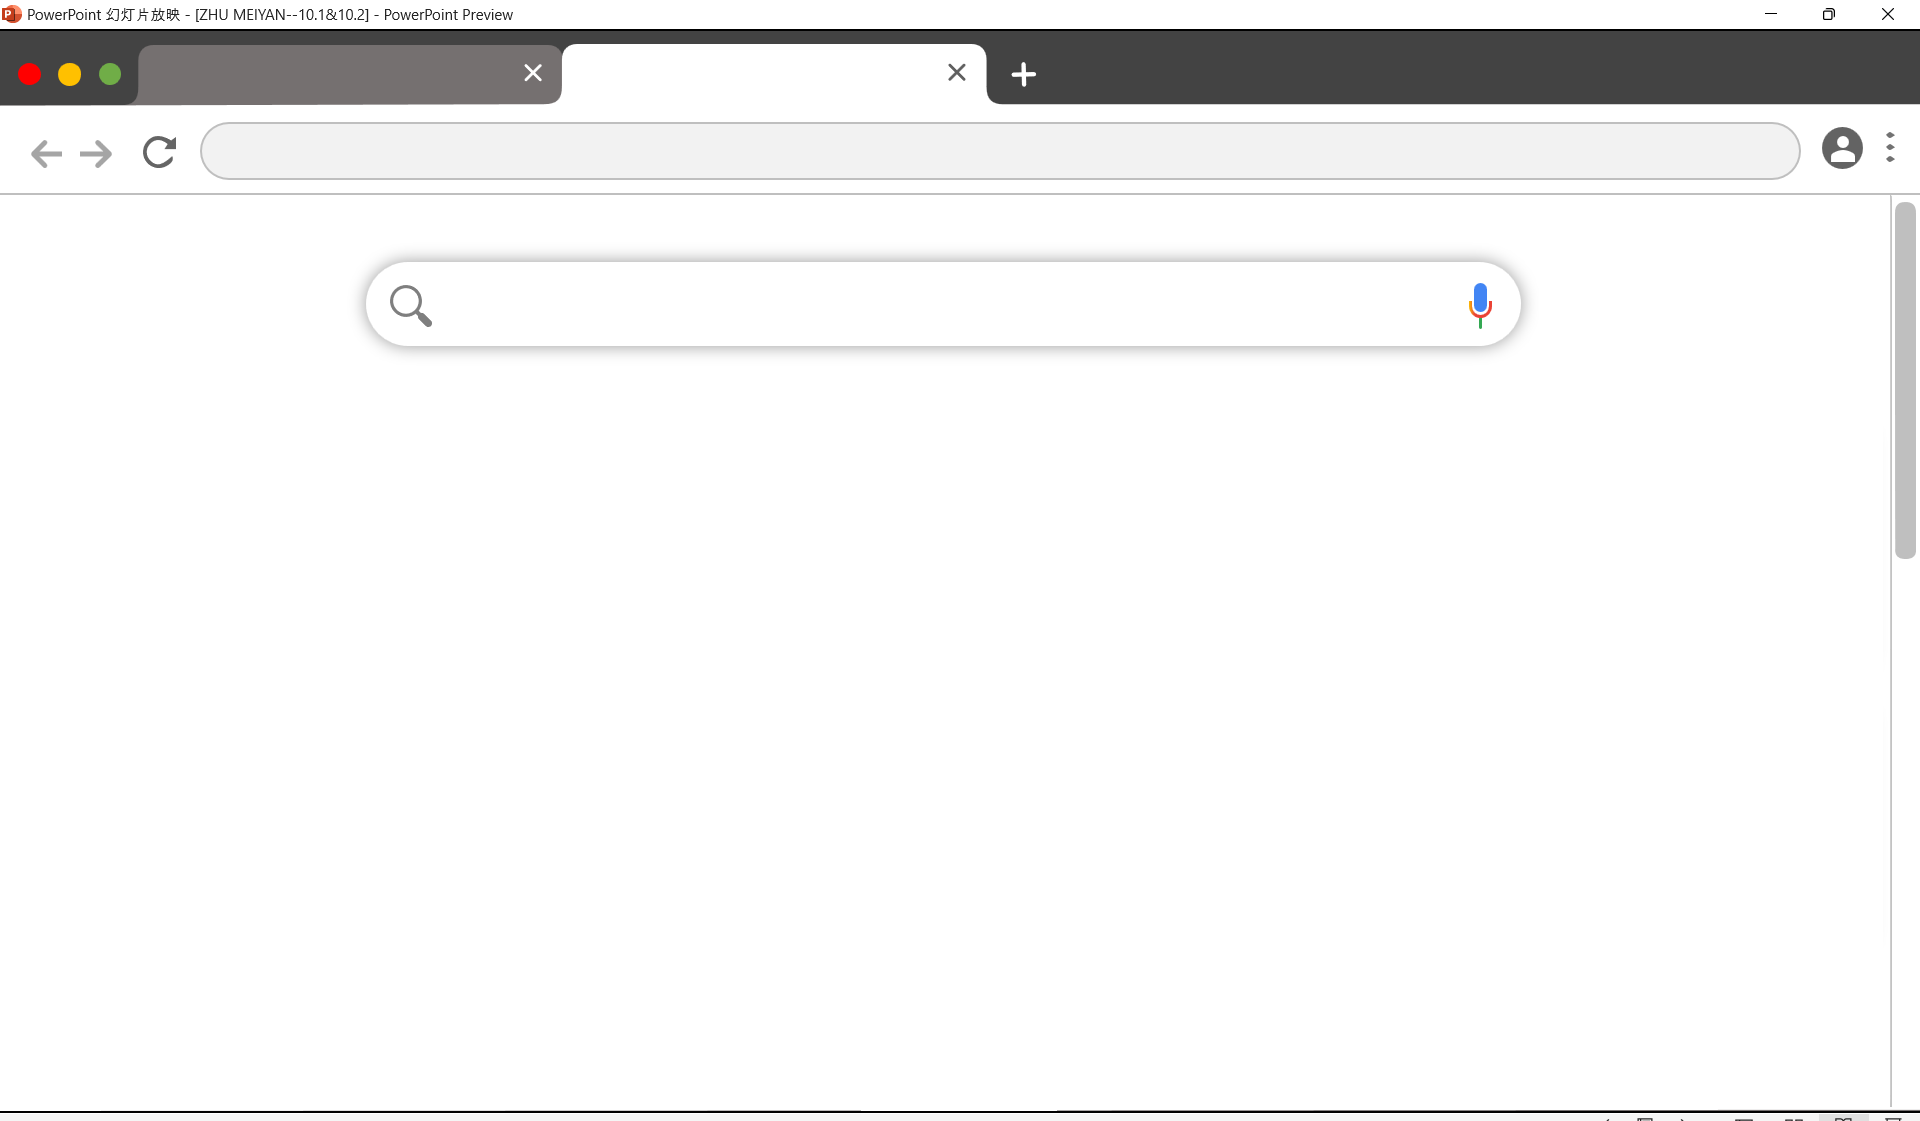 PowerPoint 幻灯片放映 - [ZHU MEIYAN--10.1&10.2] - PowerPoint Preview